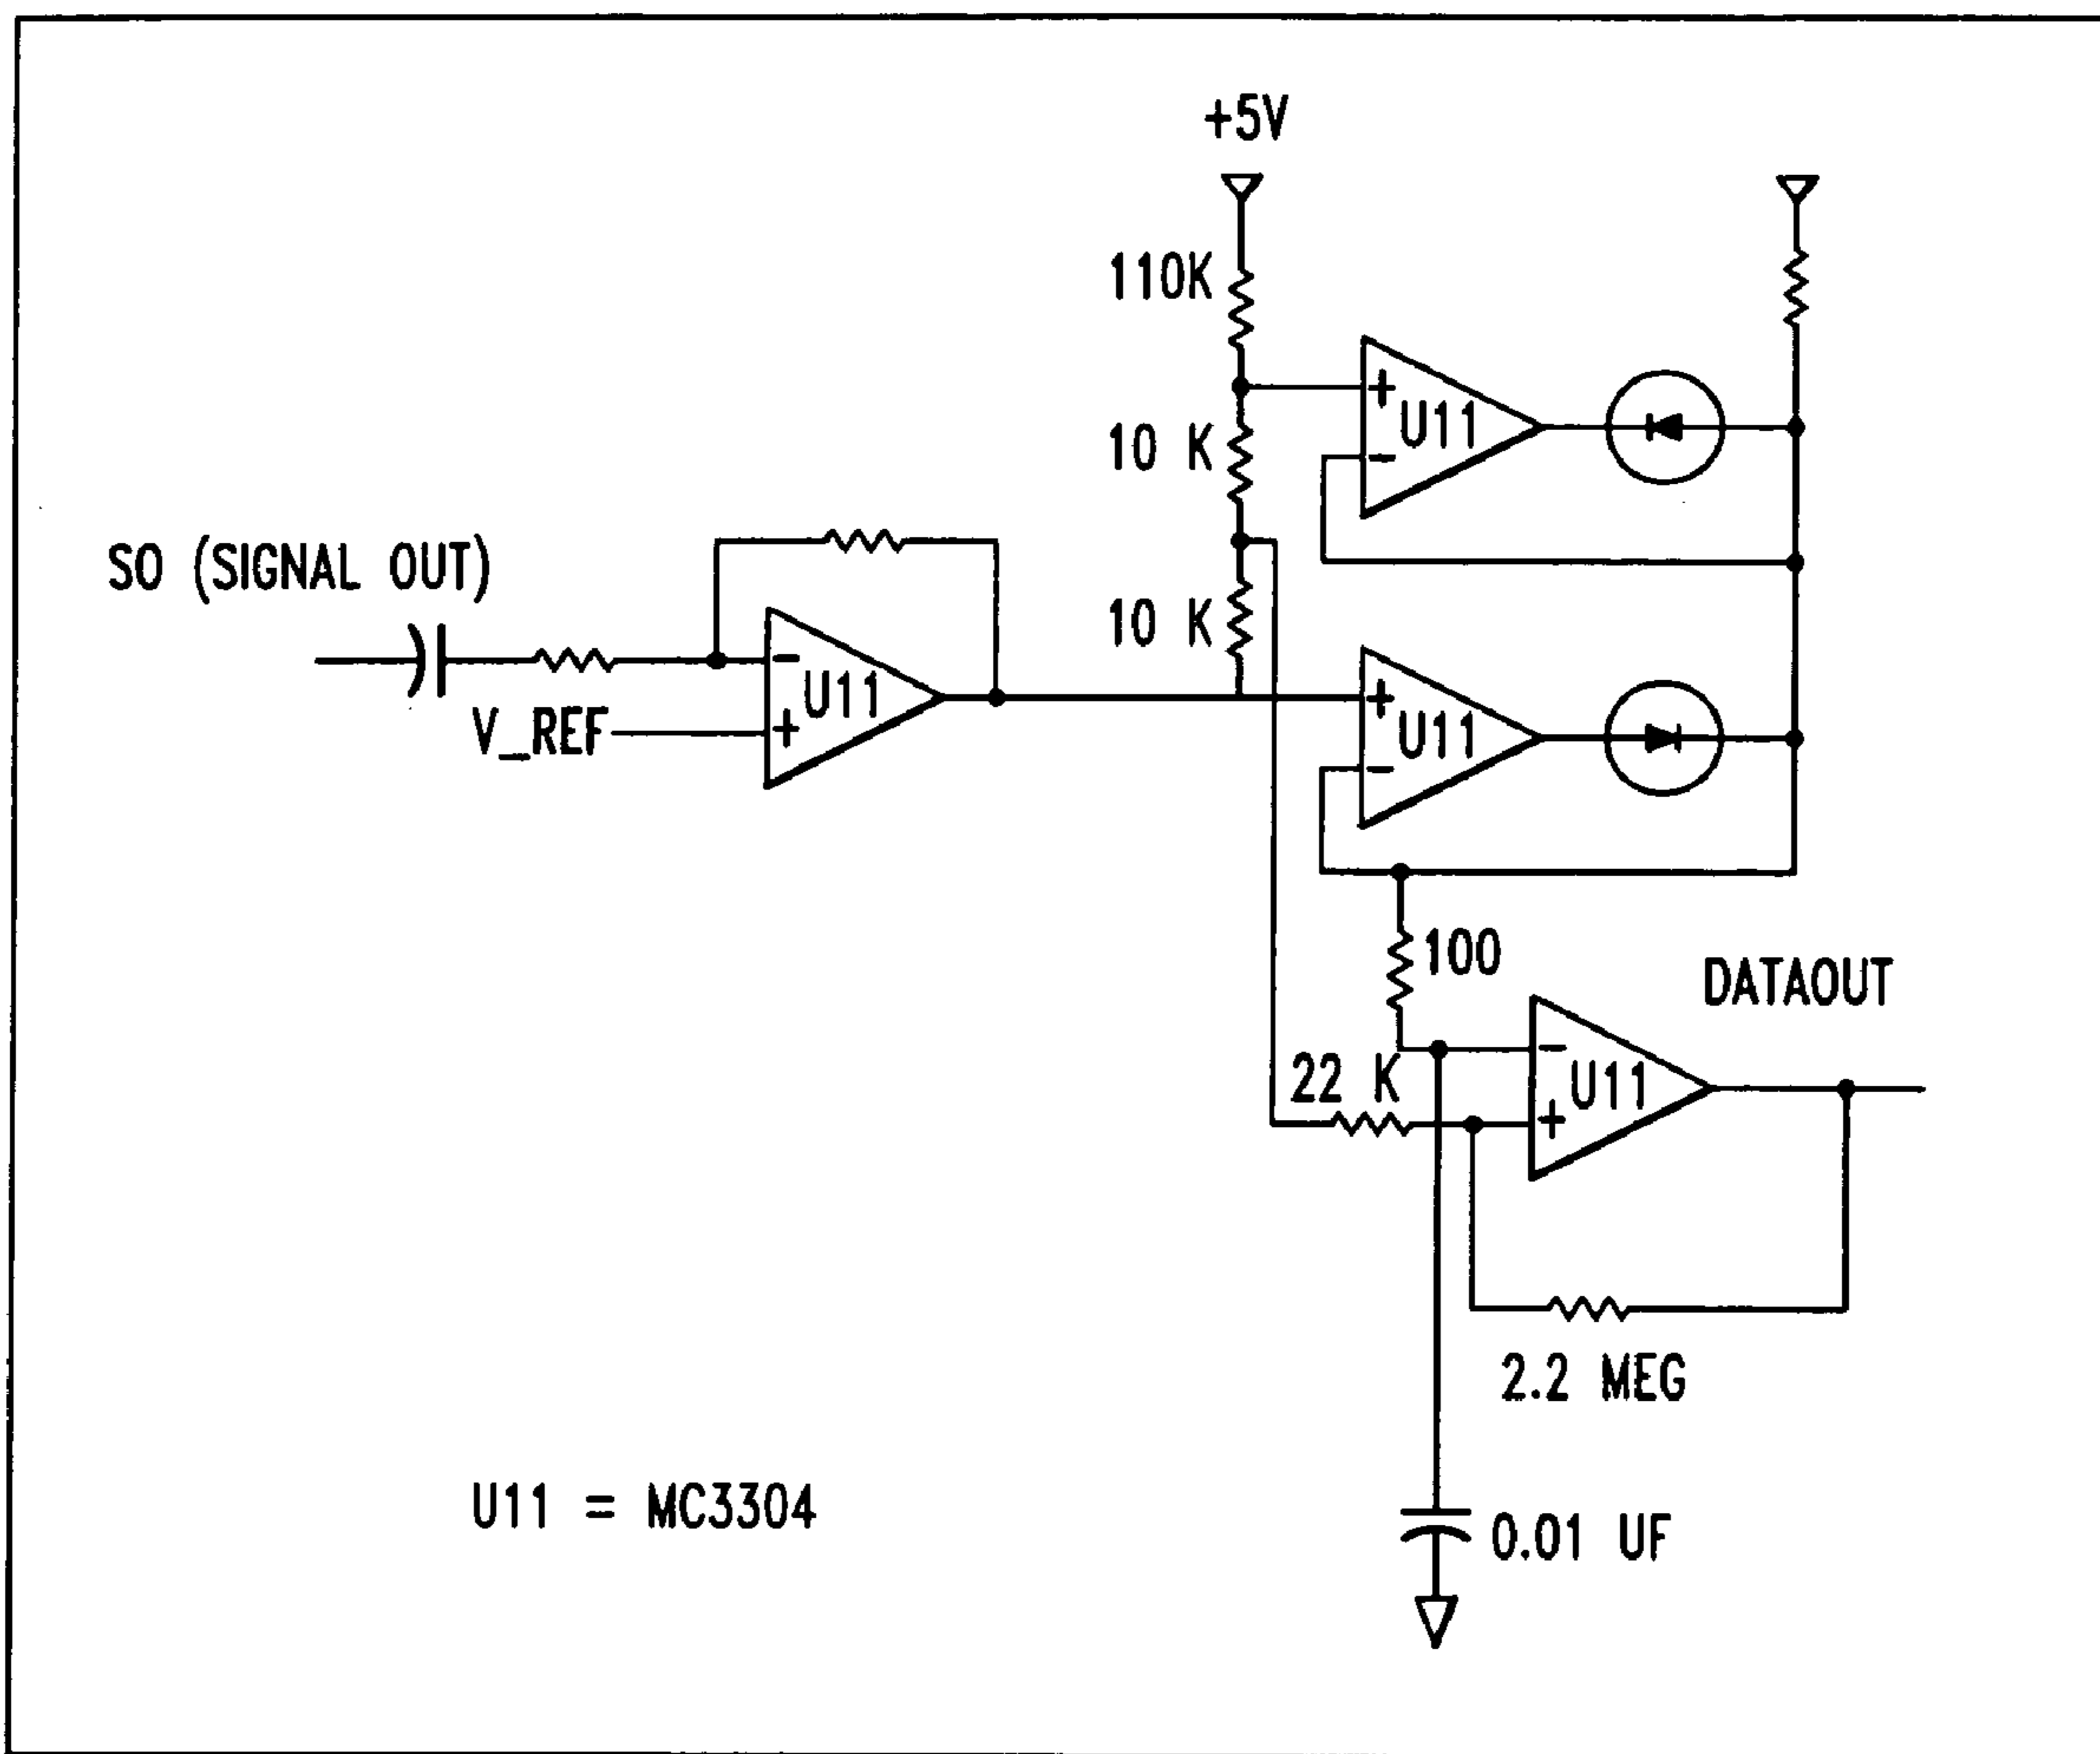 +5V
110K
+
U11
−
10 K
SO (SIGNAL OUT)
10 K
−
U11
+
V_REF
+
U11
−
100
DATAOUT
22 K
−
U11
+
2.2 MEG
U11 = MC3304
0.01 UF